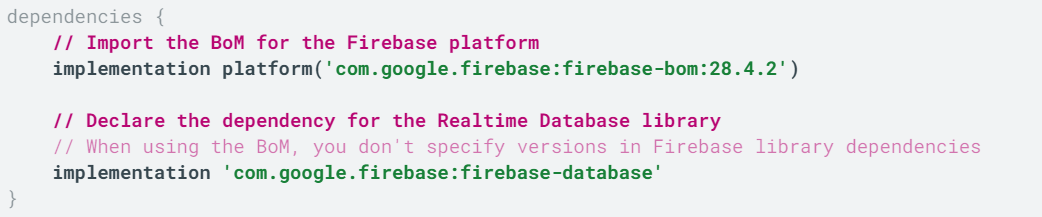 dependencies {
    // Import the BoM for the Firebase platform
    implementation platform('com.google.firebase:firebase-bom:28.4.2')
    // Declare the dependency for the Realtime Database library
    // When using the BoM, you don't specify versions in Firebase library dependencies
    implementation 'com.google.firebase:firebase-database'
}